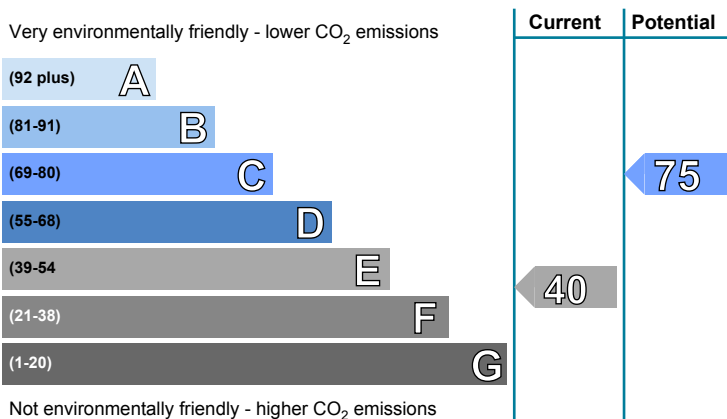 Current Potential
Very environmentally friendly - lower CO2 emissions
(92 plus) A
(81-91) B
(69-80) C 75
(55-68) D
(39-54 E 40
(21-38) F
(1-20) G
Not environmentally friendly - higher CO2 emissions